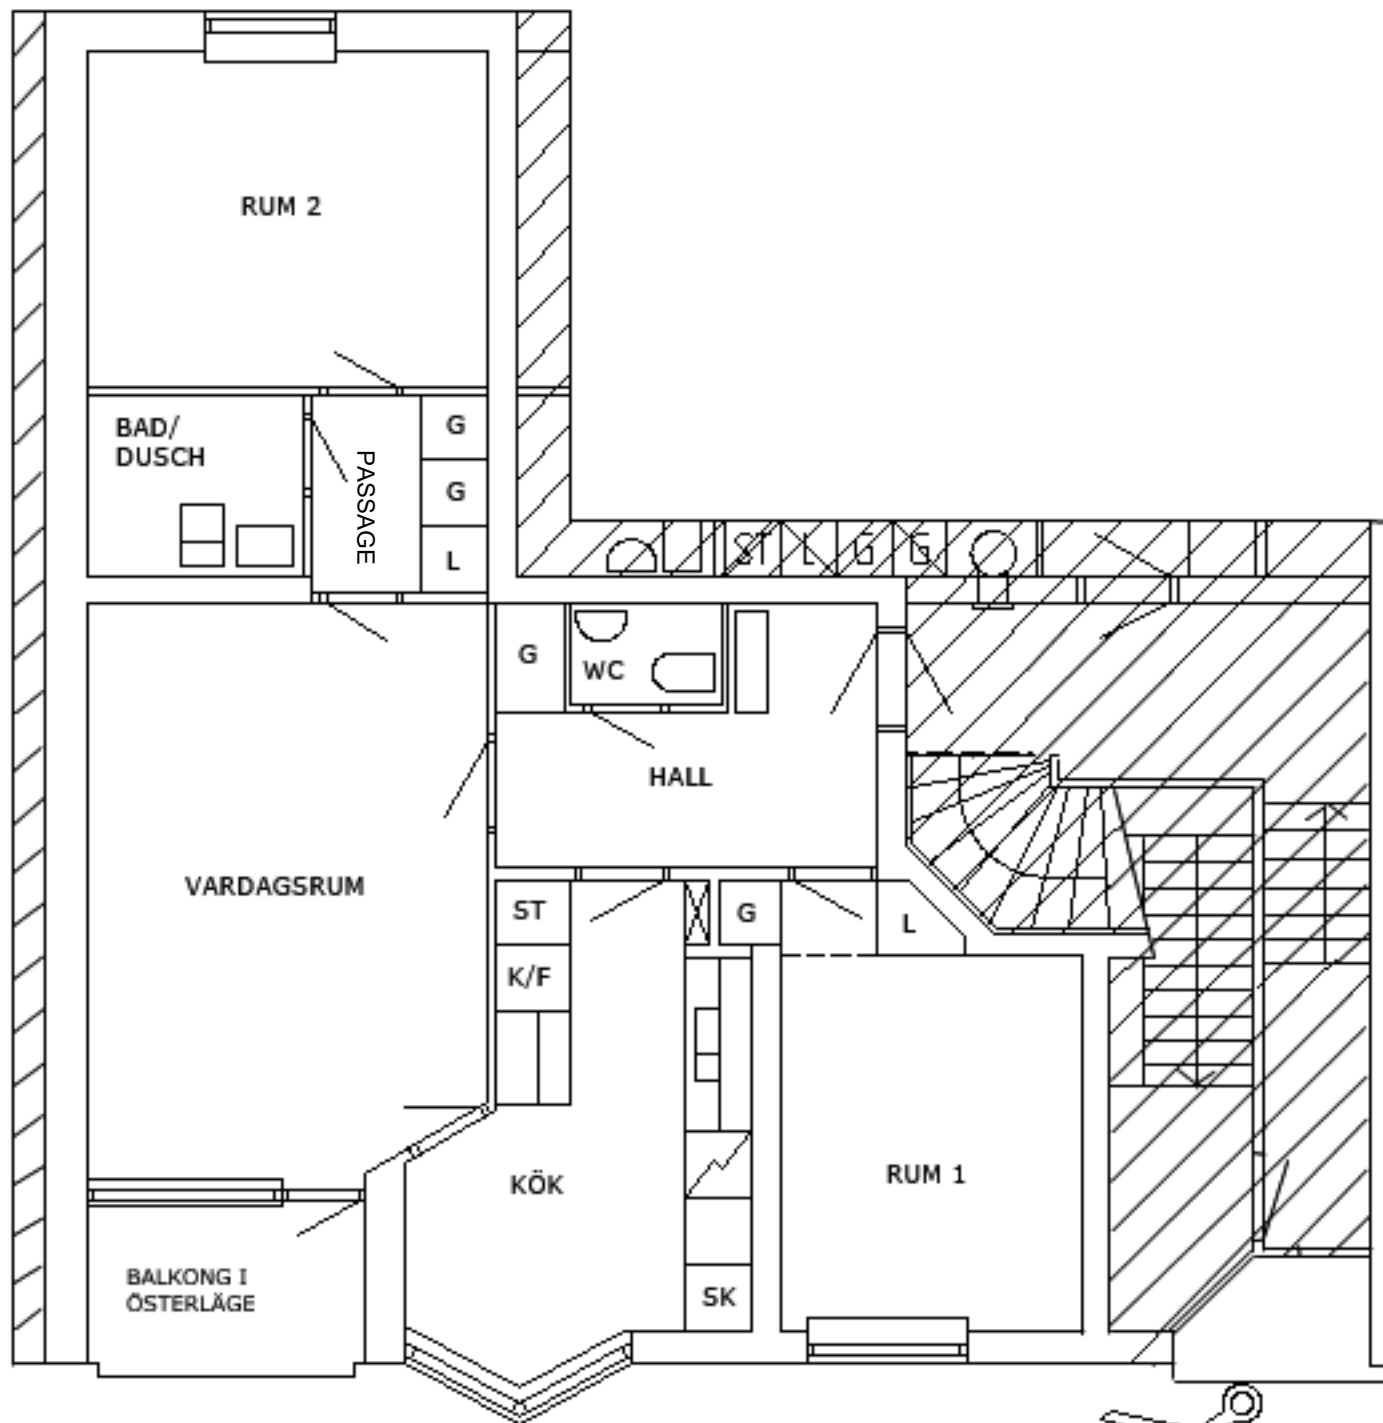 RUM 2
BAD/
DUSCH
PASSAGE
G
G
L
ST L G G
G
WC
HALL
VARDAGSRUM
ST
G
L
K/F
KÖK
RUM 1
BALKONG I
ÖSTERLÄGE
SK